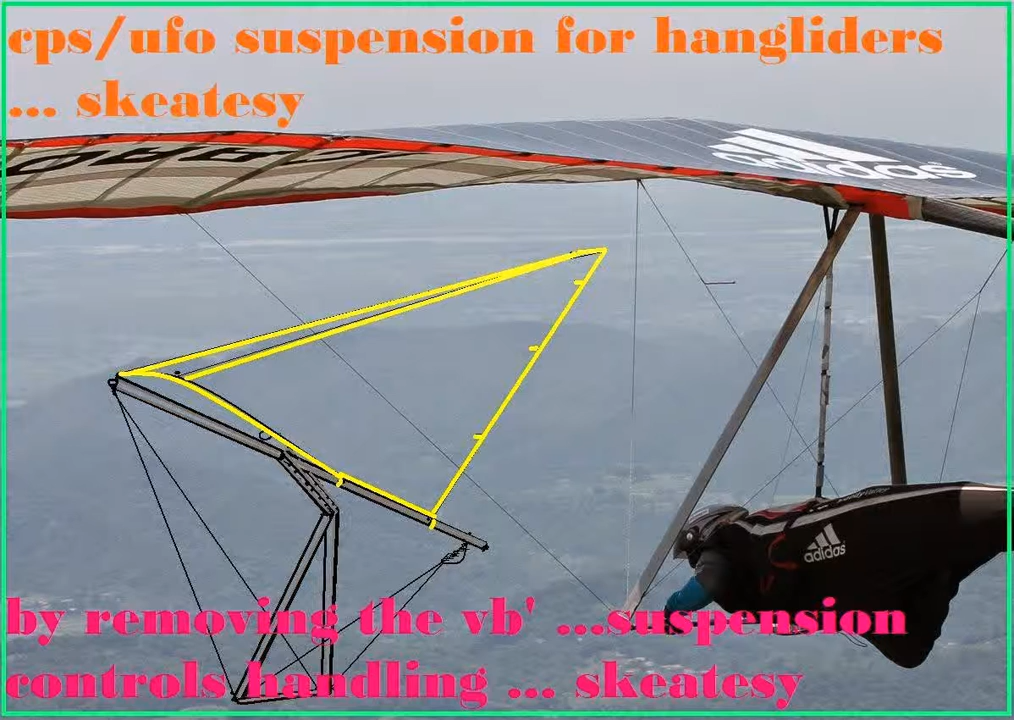 cps/ufo suspension for hangliders
... skeatesy
adidas
adidas
by removing the vb' ...suspension
controls handling ... skeatesy